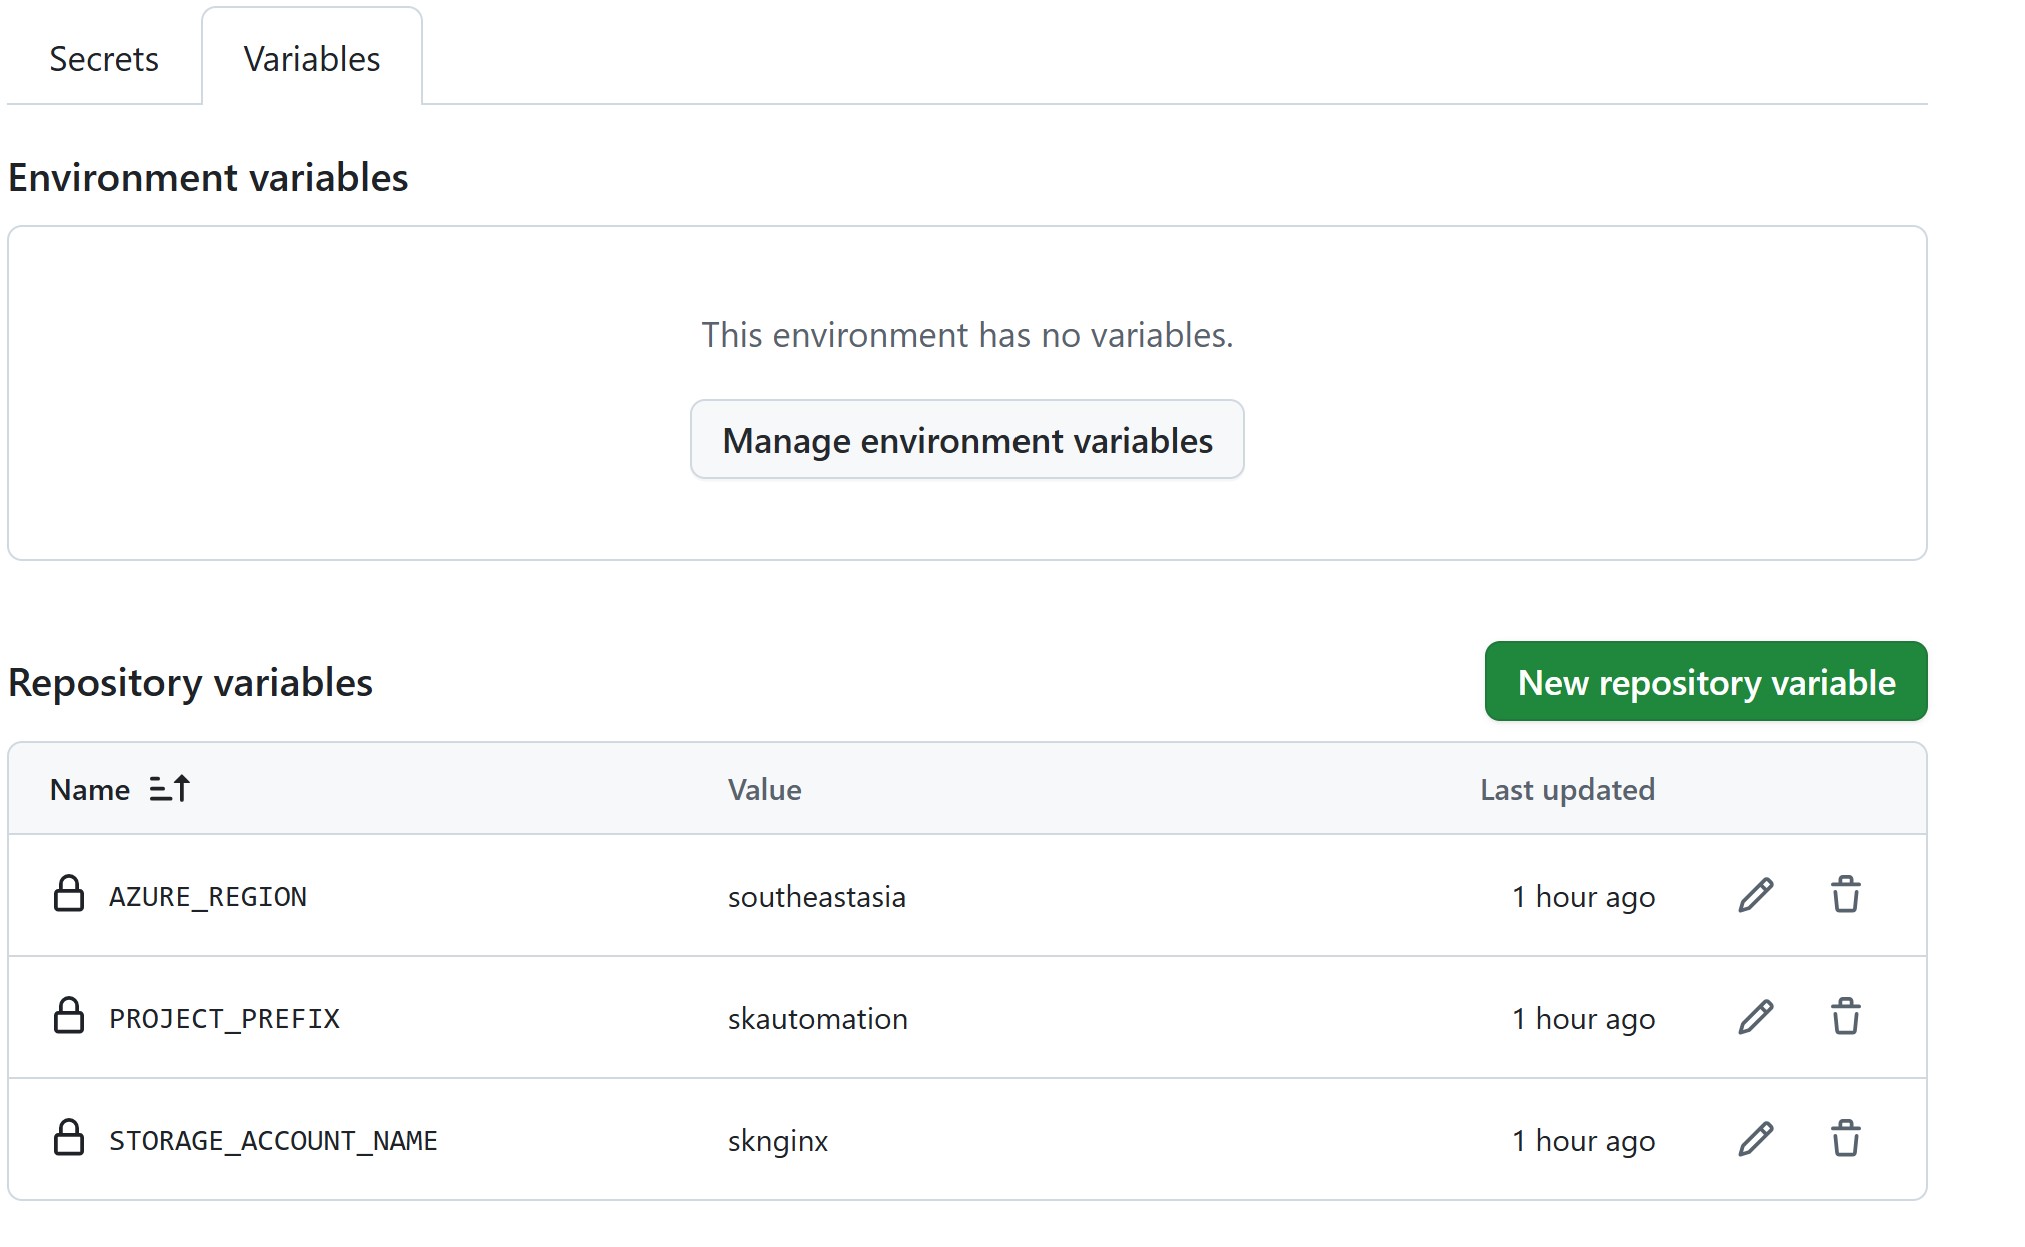 Secrets Variables
Environment variables
This environment has no variables.
Manage environment variables
Repository variables New repository variable
Name Value Last updated
AZURE_REGION southeastasia 1 hour ago
PROJECT_PREFIX skautomation 1 hour ago
STORAGE_ACCOUNT_NAME sknginx 1 hour ago